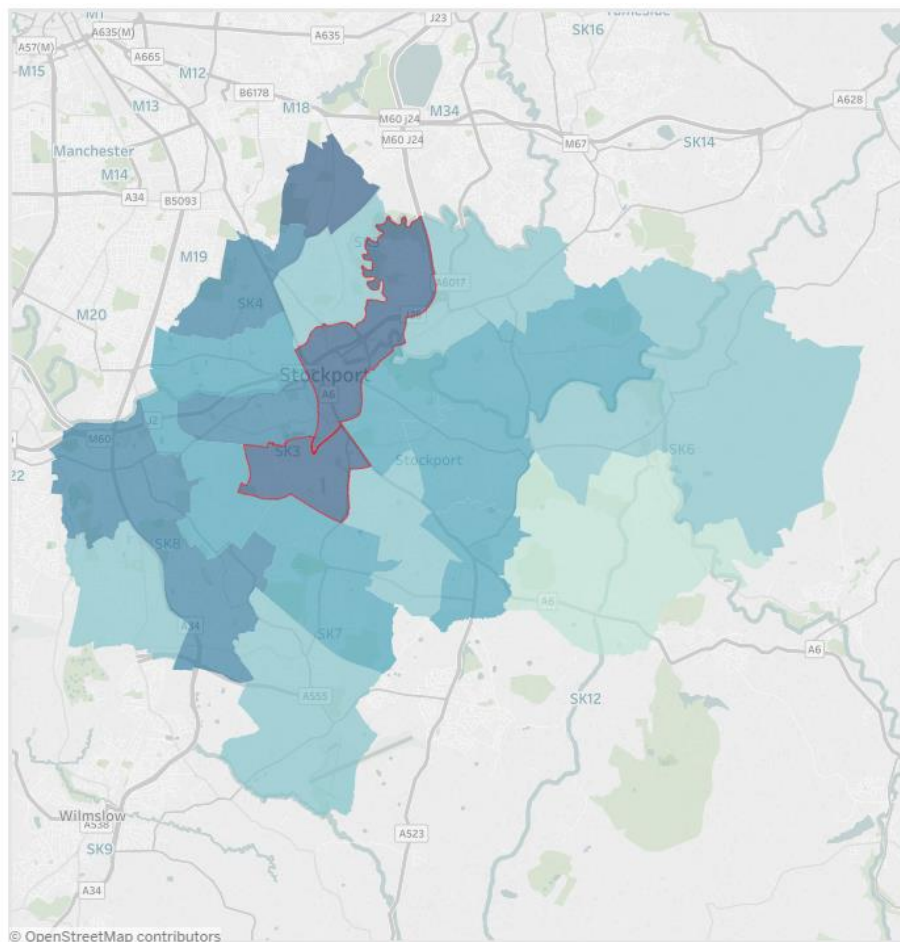 M1
J23
A635(M)
A635
SK16
A57(M)
A665
M15
M12
B6178
M18
M34
A628
M13
M60 J24
M60 J24
M67
SK14
Manchester
M14
A34
B5093
M19
A6017
SK4
M20
Stockport
A6
J2
M60
SK3
Stockport
SK6
22
SK8
A34
A6
SK7
A6
A555
SK12
Wilmslow
A538
A523
SK9
A34
© OpenStreetMap contributors